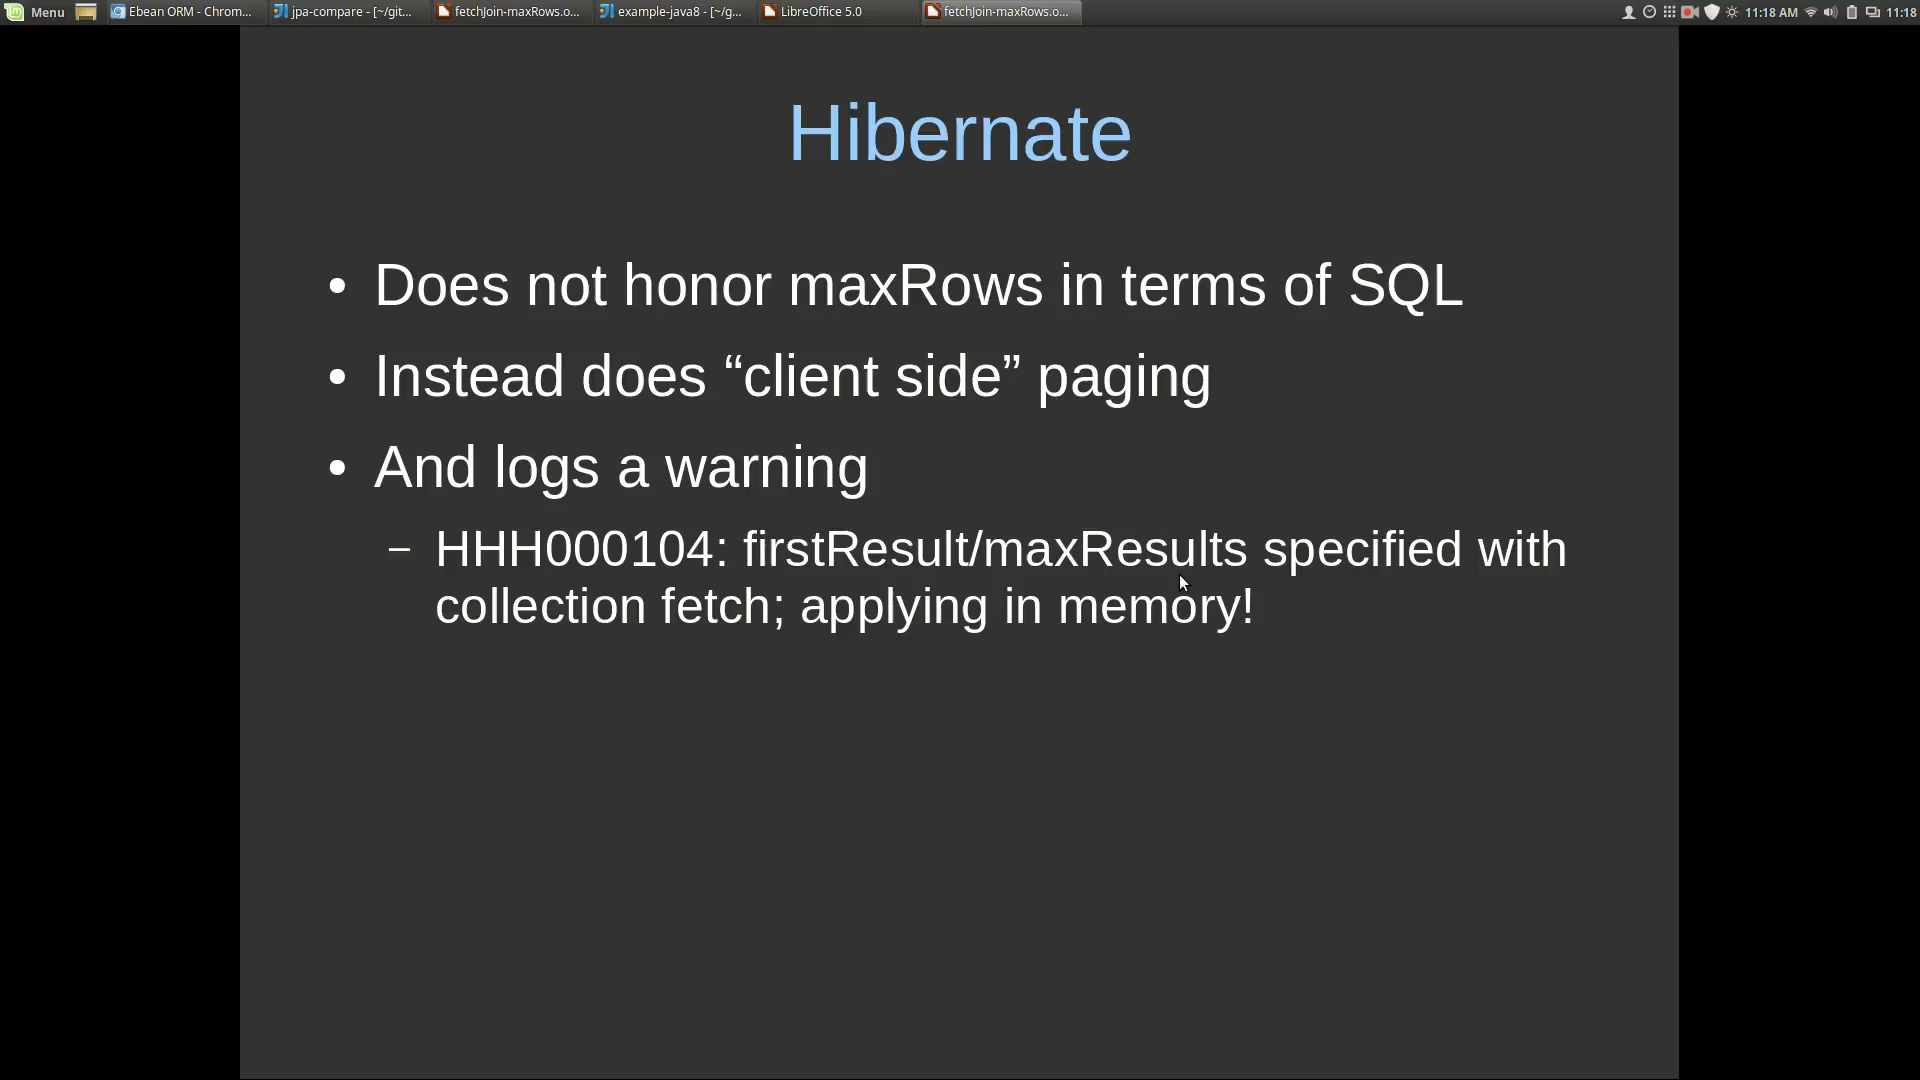 Menu Ebean ORM - Chrom... jpa-compare - [~/git... fetchJoin-maxRows.o... example-java8 - [~/g... LibreOffice 5.0 fetchJoin-maxRows.o... 11:18 AM 11:18
Hibernate
• Does not honor maxRows in terms of SQL
• Instead does “client side” paging
• And logs a warning
– HHH000104: firstResult/maxResults specified with
collection fetch; applying in memory!